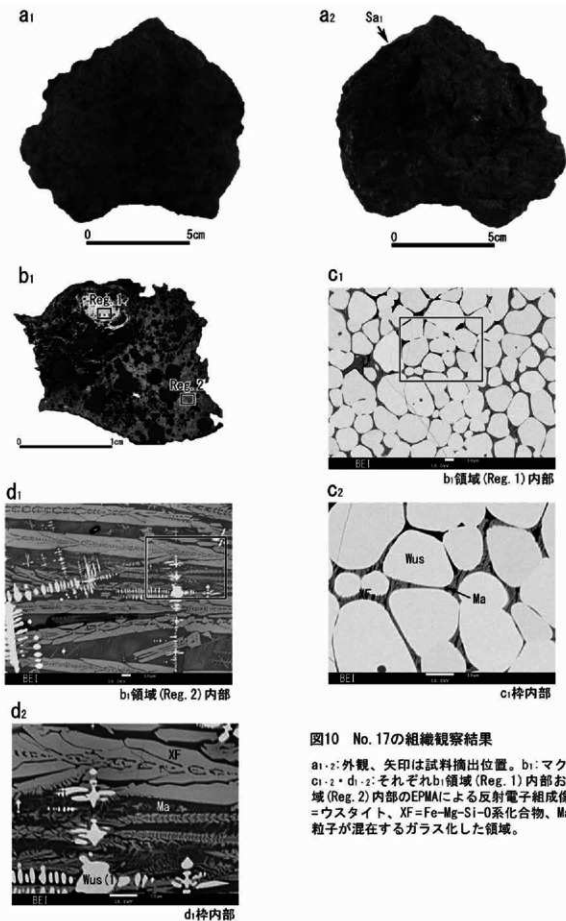 a1
a2
Sa1
0 5cm
0 5cm
b1
Reg. 1
Reg. 2
0 1cm
c1
BEI
b1領域(Reg. 1)内部
d1
BEI
b1領域(Reg. 2)内部
c2
Wus
XF
Ma
BEI
c1枠内部
d2
XF
Ma
Wus(I)
BEI
d1枠内部
図10 No.17の組織観察結果
a1-2:外観、矢印は試料摘出位置。b1:マク
c1-2・d1-2:それぞれb1領域(Reg. 1)内部お
域(Reg. 2)内部のEPMAによる反射電子組成像
=ウスタイト、XF=Fe-Mg-Si-O系化合物、Ma
粒子が混在するガラス化した領域。